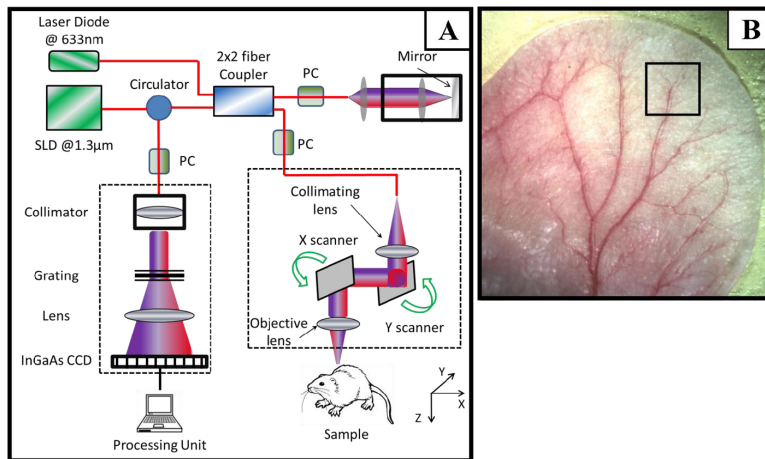 Laser Diode
@ 633nm
2x2 fiber
Coupler
A
B
Mirror
PC
Circulator
SLD @1.3μm
PC
PC
Collimator
Collimating
lens
X scanner
Grating
Lens
Y scanner
Objective
lens
InGaAs CCD
Y
X
Z
Processing Unit
Sample